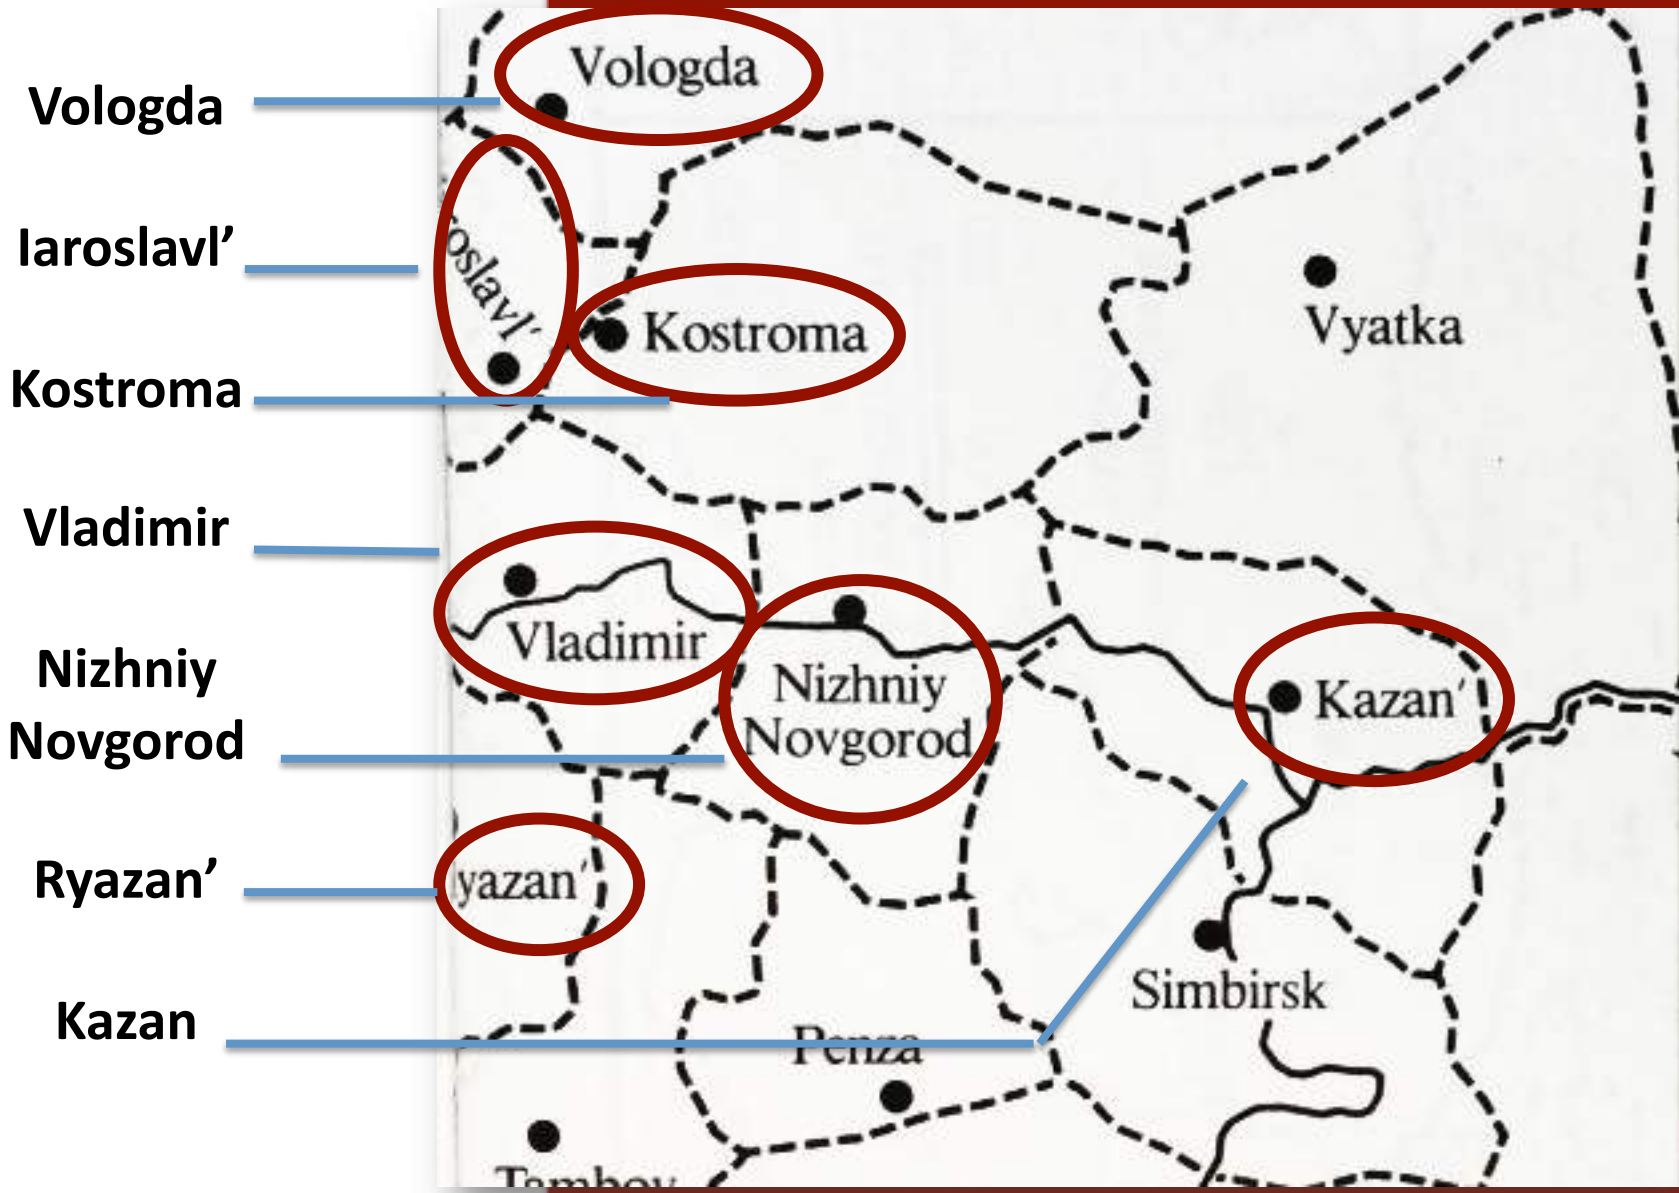 Vologda
Iaroslavl’
Kostroma
Vladimir
Nizhniy
Novgorod
Ryazan’
Kazan
Vologda
oslavl'
Kostroma
Vyatka
Vladimir
Nizhniy
Novgorod
Kazan'
yazan'
Simbirsk
Penza
Tambov